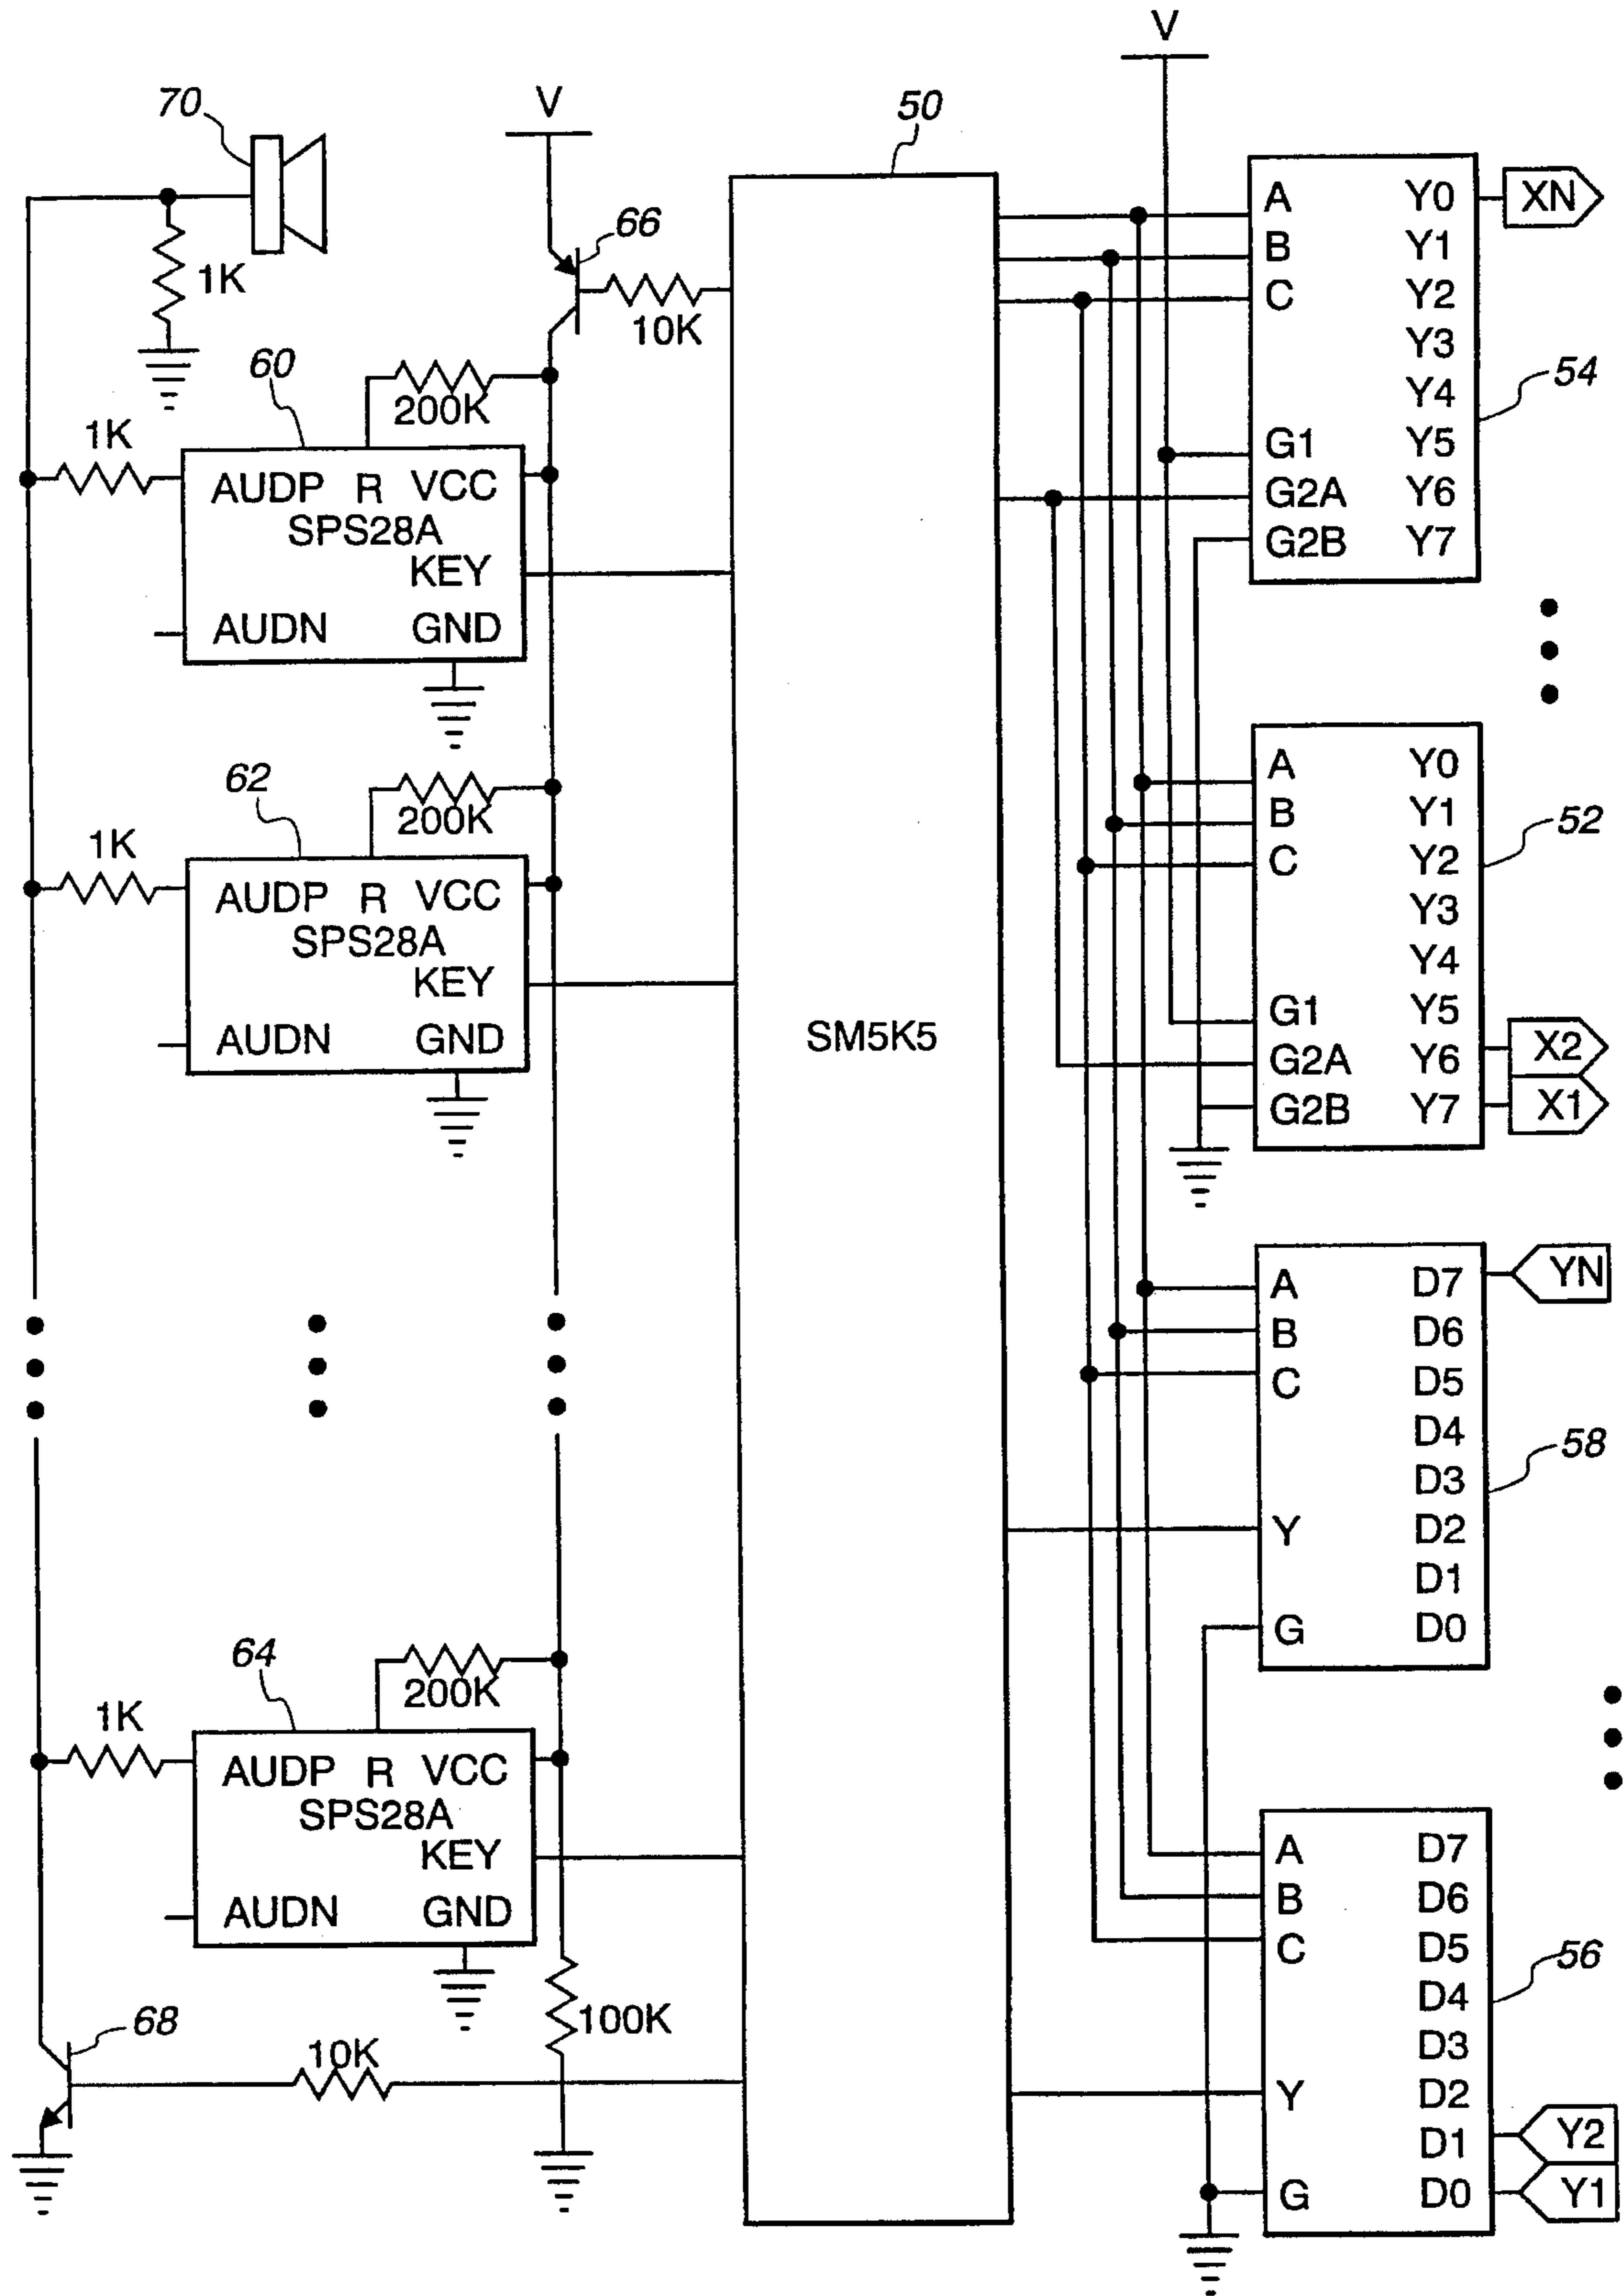 V
70
V
50
66
1K
10K
A Y0 XN
B Y1
C Y2
Y3
Y4
G1 Y5
G2A Y6
G2B Y7
54
60
200K
1K
AUDP R VCC
SPS28A
KEY
AUDN GND
62
200K
1K
AUDP R VCC
SPS28A
KEY
AUDN GND
SM5K5
A Y0
B Y1
C Y2
Y3
Y4
G1 Y5
G2A Y6 X2
G2B Y7 X1
52
A D7 YN
B D6
C D5
D4
D3
Y D2
D1
G D0
58
64
200K
1K
AUDP R VCC
SPS28A
KEY
AUDN GND
100K
68
10K
A D7
B D6
C D5
D4
D3
Y D2
D1 Y2
G D0 Y1
56